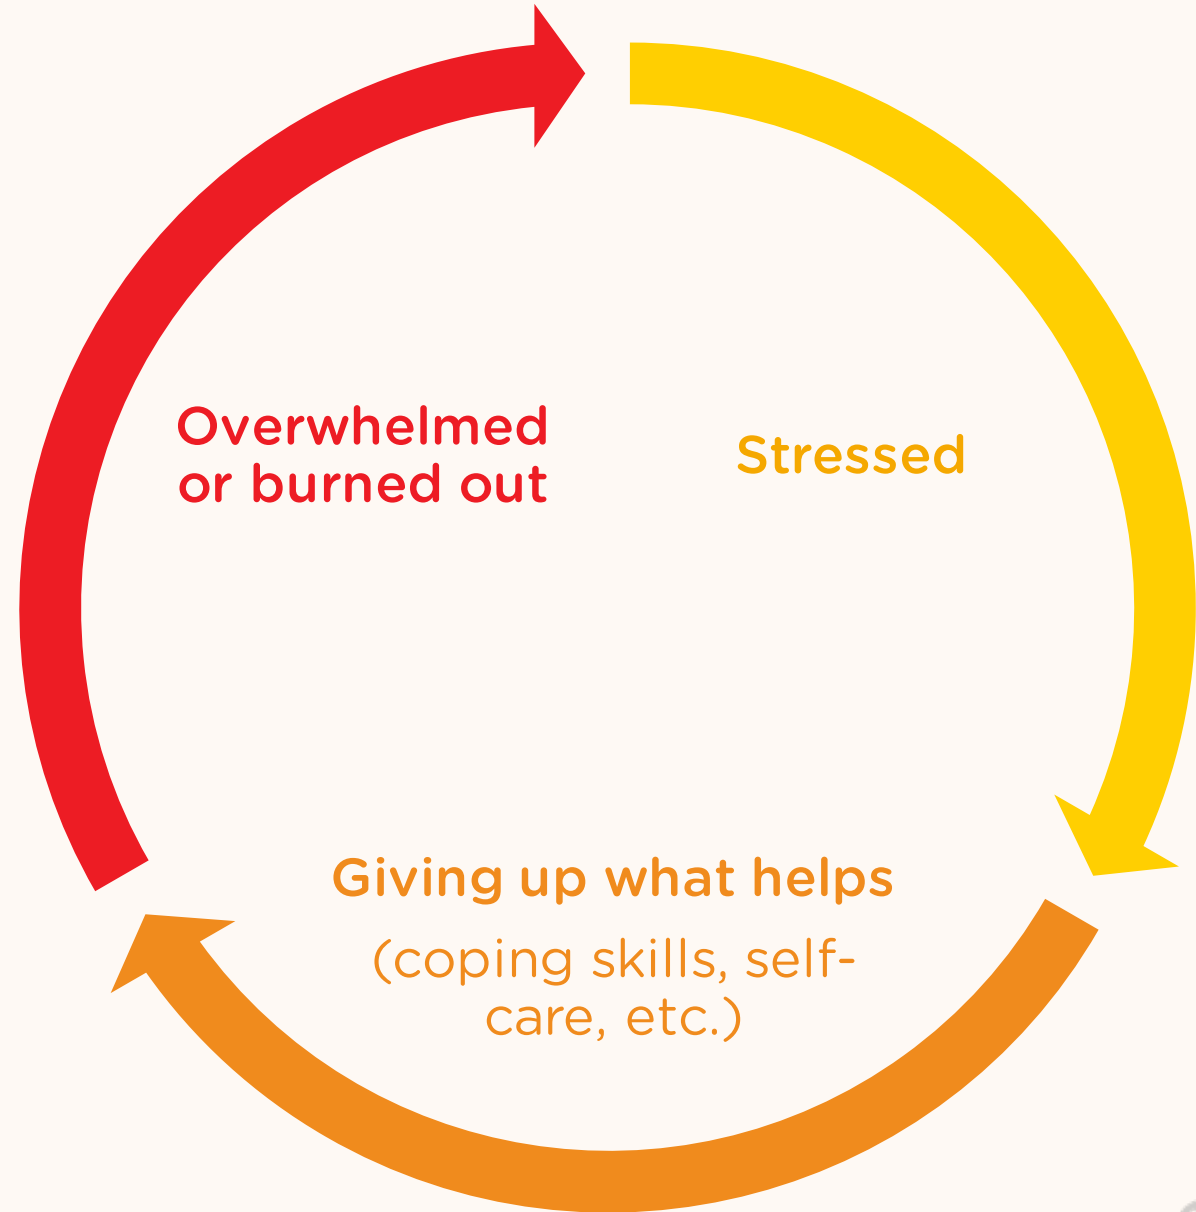 Overwhelmed
or burned out
Stressed
Giving up what helps
(coping skills, self-
care, etc.)